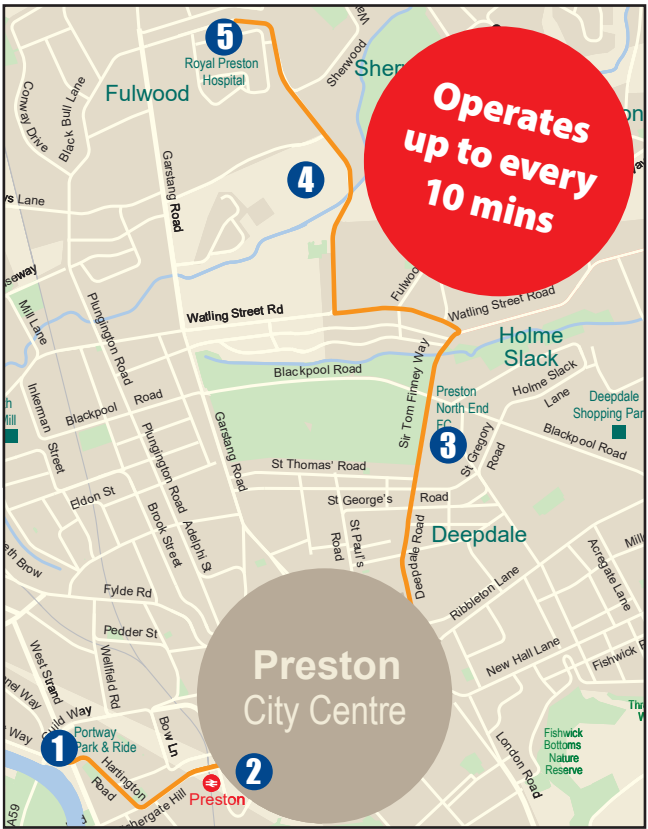 5
Royal Preston
Hospital
Fulwood
Sherwood
Conway Drive
Black Bull Lane
Operates
up to every
10 mins
4
Garstang Road
Lane
Mill Lane
Plungington Road
Watling Street Rd
Watling Street Road
Holme
Slack
Blackpool Road
Sir Tom Finney Way
Preston
North End
FC
3
Holme Slack
Lane
Deepdale
Blackpool Road
Inkerman Street
Blackpool Road
Plungington Road
Garstang Road
St Gregory
Road
St Thomas' Road
St George's Road
Eldon St
Brook Street
Adelphi St
St Paul's
Road
Deepdale Road
Deepdale
Fylde Rd
Ribbleton Lane
Acregate Lane
Pedder St
West Strand
Wellfield Rd
Preston
City Centre
New Hall Lane
Fishwick
Bow Ln
1
Portway
Park & Ride
Hartington
Road
2
Preston
London Road
Fishwick
Bottoms
Nature
Reserve
A59